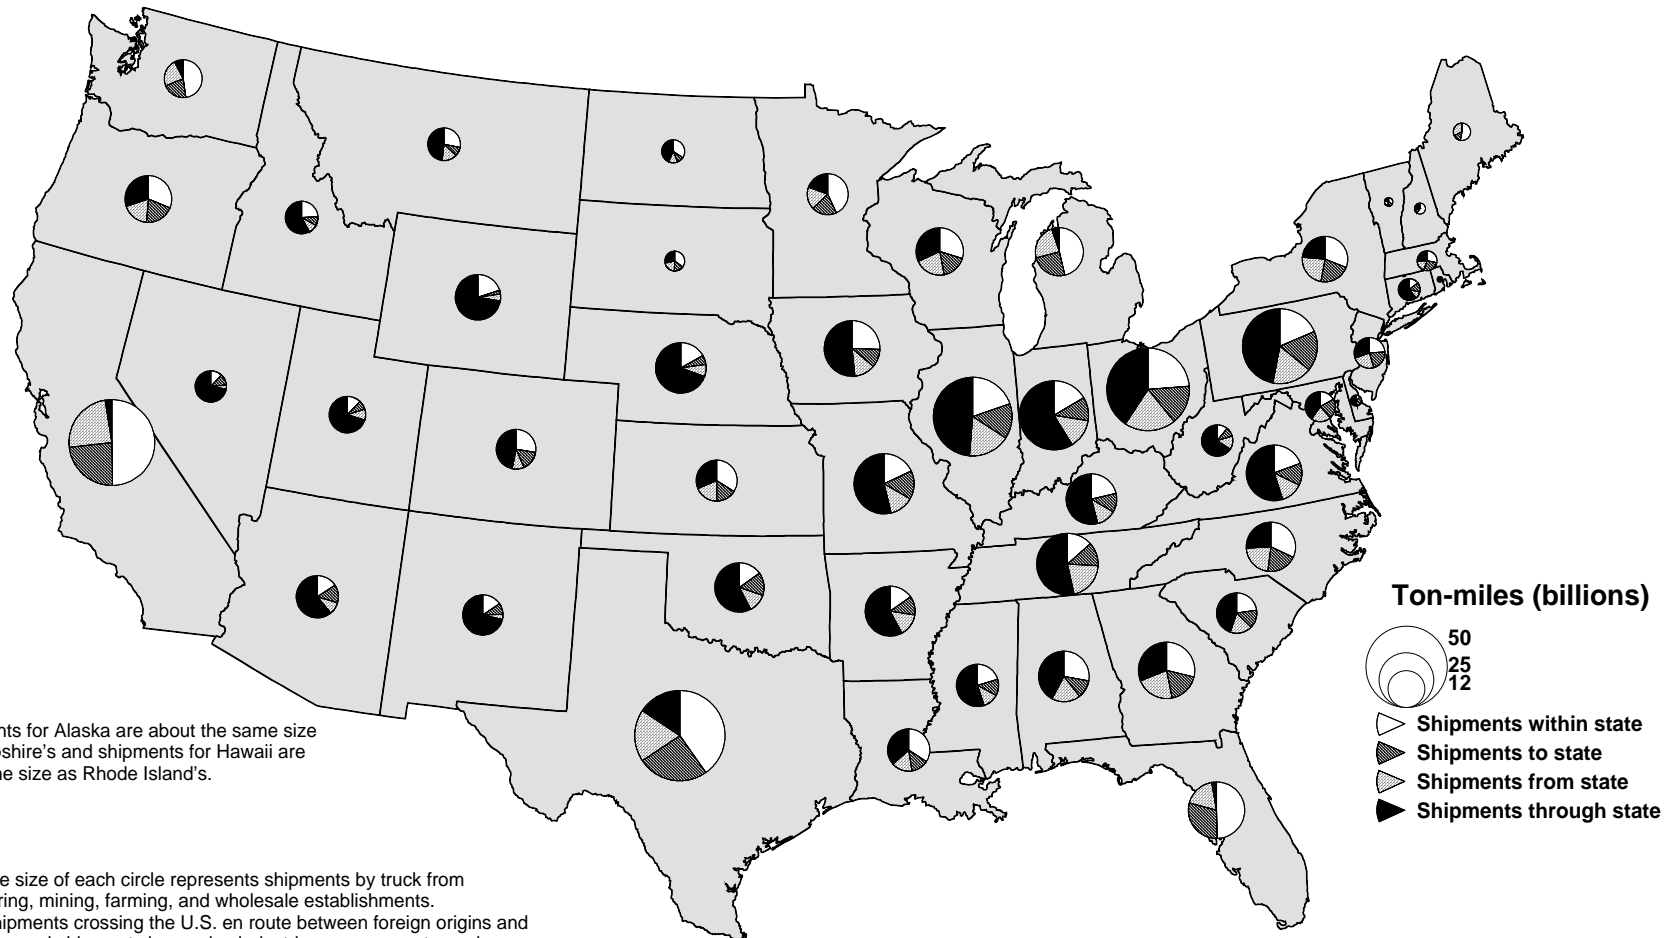 Ton-miles (billions)
50
25
12
Shipments within state
Shipments to state
Shipments from state
Shipments through state
nts for Alaska are about the same size
shire's and shipments for Hawaii are
e size as Rhode Island's.
e size of each circle represents shipments by truck from
ring, mining, farming, and wholesale establishments.
hipments crossing the U.S. en route between foreign origins and